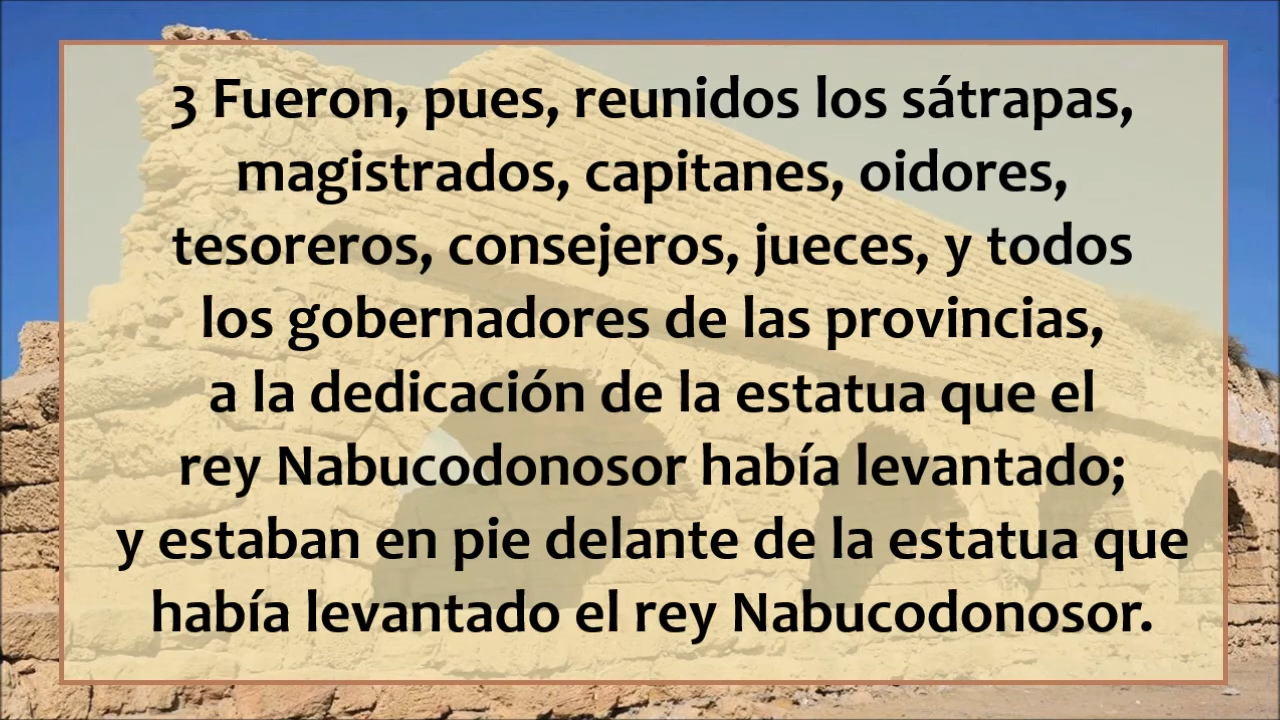 3 Fueron, pues, reunidos los sátrapas,
magistrados, capitanes, oidores,
tesoreros, consejeros, jueces, y todos
los gobernadores de las provincias,
a la dedicación de la estatua que el
rey Nabucodonosor había levantado;
y estaban en pie delante de la estatua que
había levantado el rey Nabucodonosor.